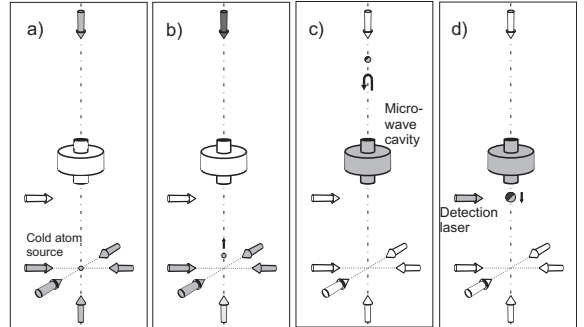 a)
b)
c)
d)
Micro-
wave
cavity
Detection
laser
Cold atom
source